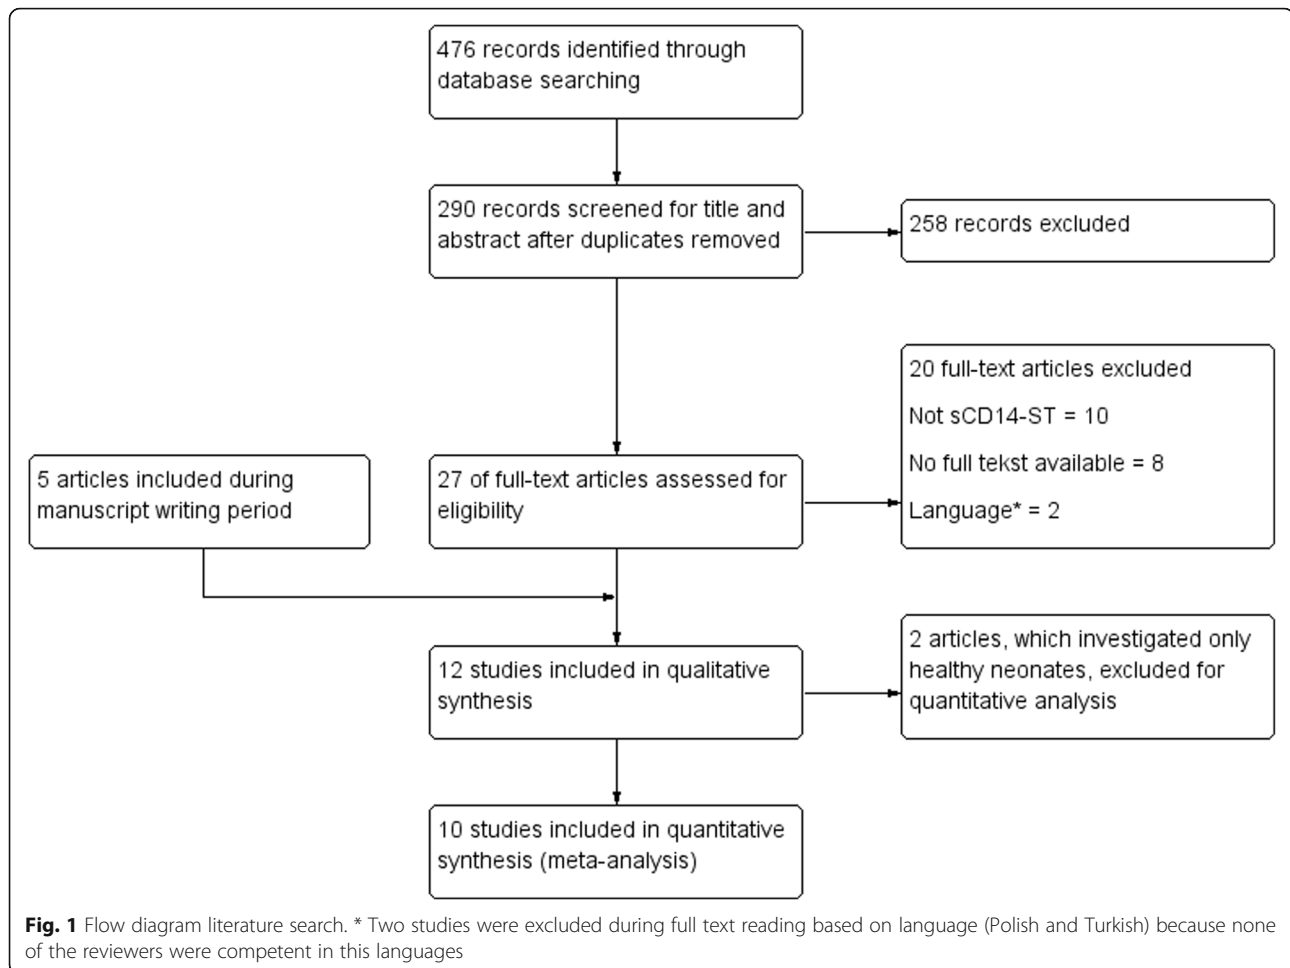 476 records identified through
database searching
290 records screened for title and
abstract after duplicates removed
258 records excluded
20 full-text articles excluded
Not sCD14-ST = 10
No full tekst available = 8
Language* = 2
5 articles included during
manuscript writing period
27 of full-text articles assessed for
eligibility
12 studies included in qualitative
synthesis
2 articles, which investigated only
healthy neonates, excluded for
quantitative analysis
10 studies included in quantitative
synthesis (meta-analysis)
Fig. 1 Flow diagram literature search. * Two studies were excluded during full text reading based on language (Polish and Turkish) because none
of the reviewers were competent in this languages